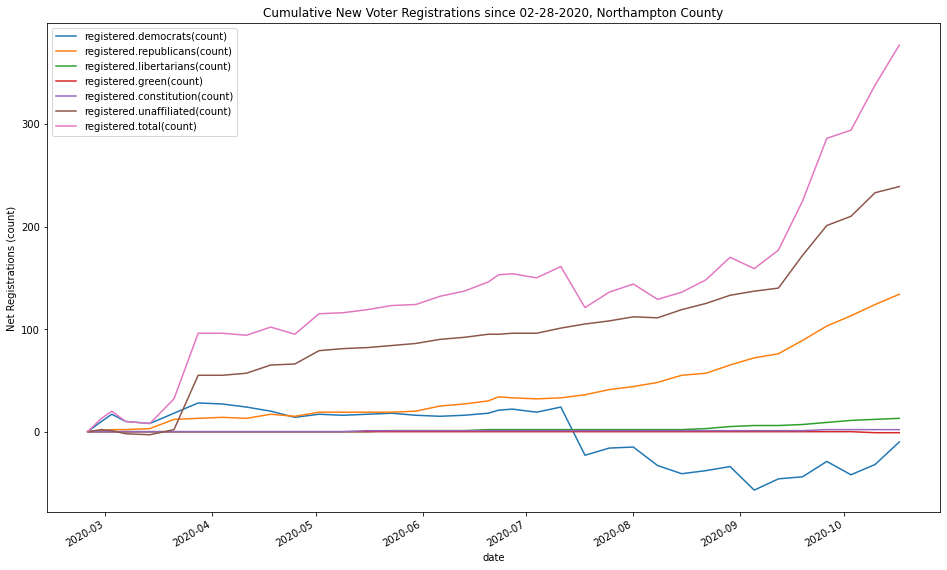 Cumulative New Voter Registrations since 02-28-2020, Northampton County
registered.democrats(count)
registered.republicans(count)
registered.libertarians(count)
registered.green(count)
registered.constitution(count)
registered.unaffiliated(count)
registered.total(count)
Net Registrations (count)
300
200
100
0
2020-03
2020-04
2020-05
2020-06
2020-07
2020-08
2020-09
2020-10
date